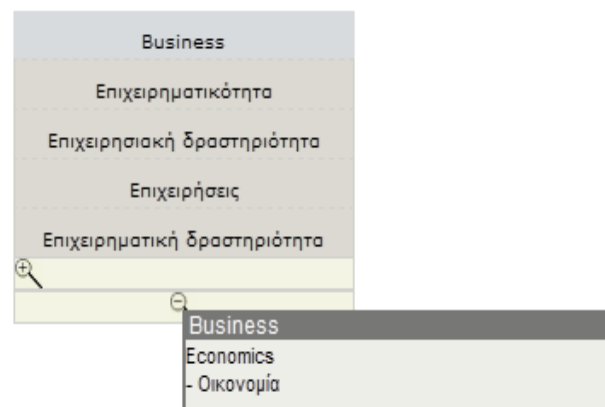 Business
Επιχειρηματικότητα
Επιχειρησιακή δραστηριότητα
Επιχειρήσεις
Επιχειρηματική δραστηριότητα
Business
Economics
- Οικονομία